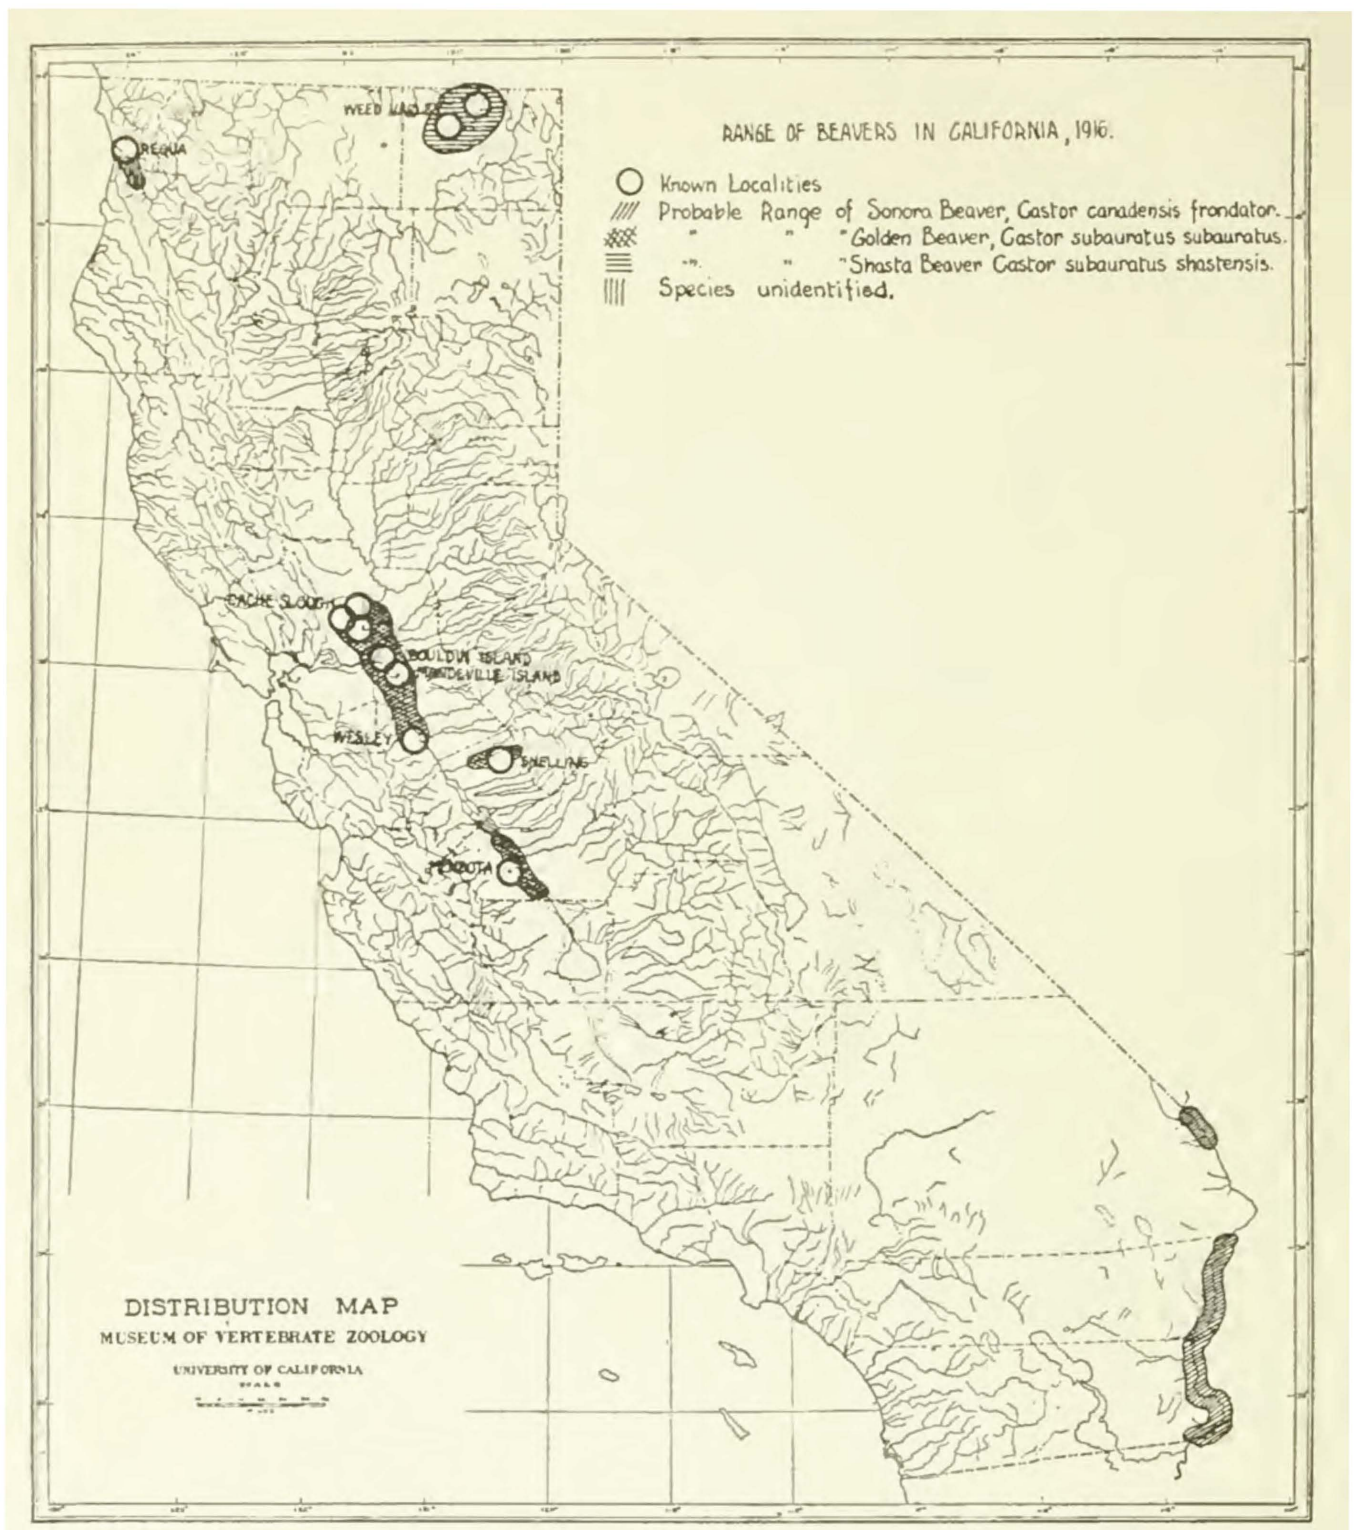 RANGE OF BEAVERS IN CALIFORNIA, 1916.
Known Localities
Probable Range of Sonora Beaver, Castor canadensis frondator.
" " " Golden Beaver, Castor subauratus subauratus.
" " " Shasta Beaver Castor subauratus shastensis.
Species unidentified.
WEED
REQUA
CACHE SLOUGH
BOULDIN ISLAND
MANDEVILLE ISLAND
WESLEY
SNELLING
MENDOTA
DISTRIBUTION MAP
MUSEUM OF VERTEBRATE ZOOLOGY
UNIVERSITY OF CALIFORNIA
SCALE